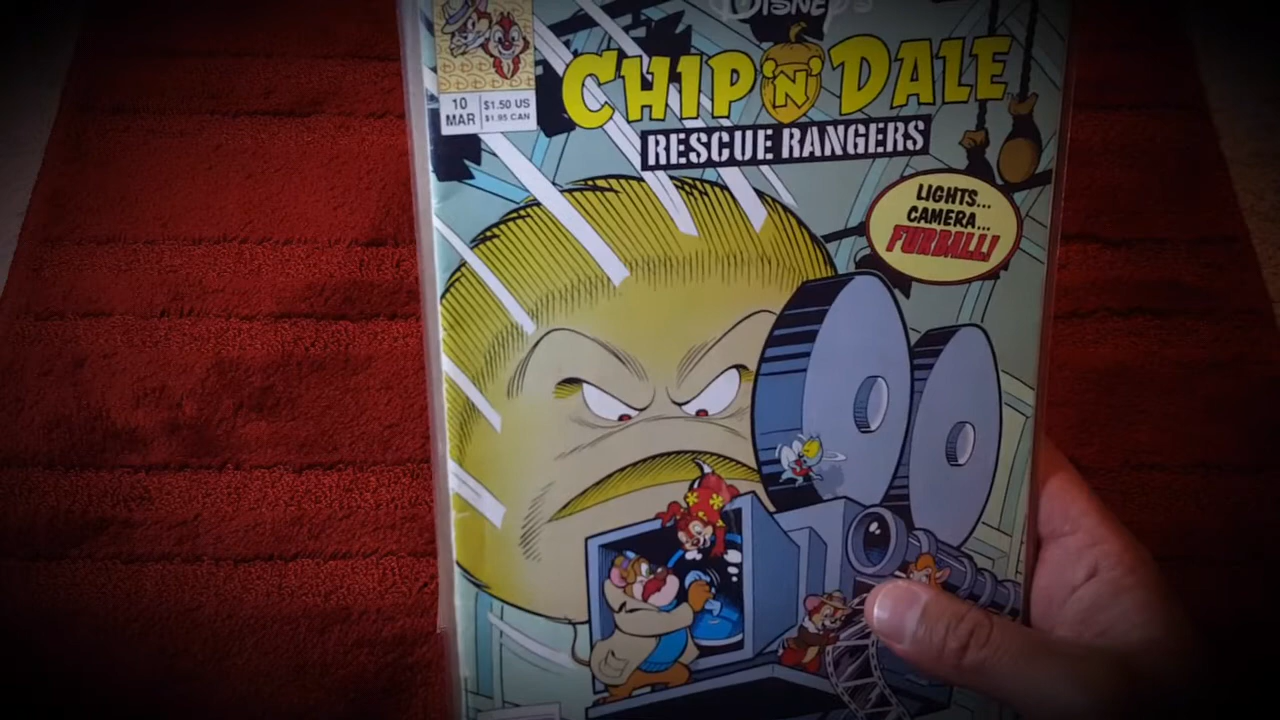 DISNEY'S
CHIP 'N' DALE
RESCUE RANGERS
10
MAR
$1.50 US
$1.95 CAN
LIGHTS...
CAMERA...
FURBALL!